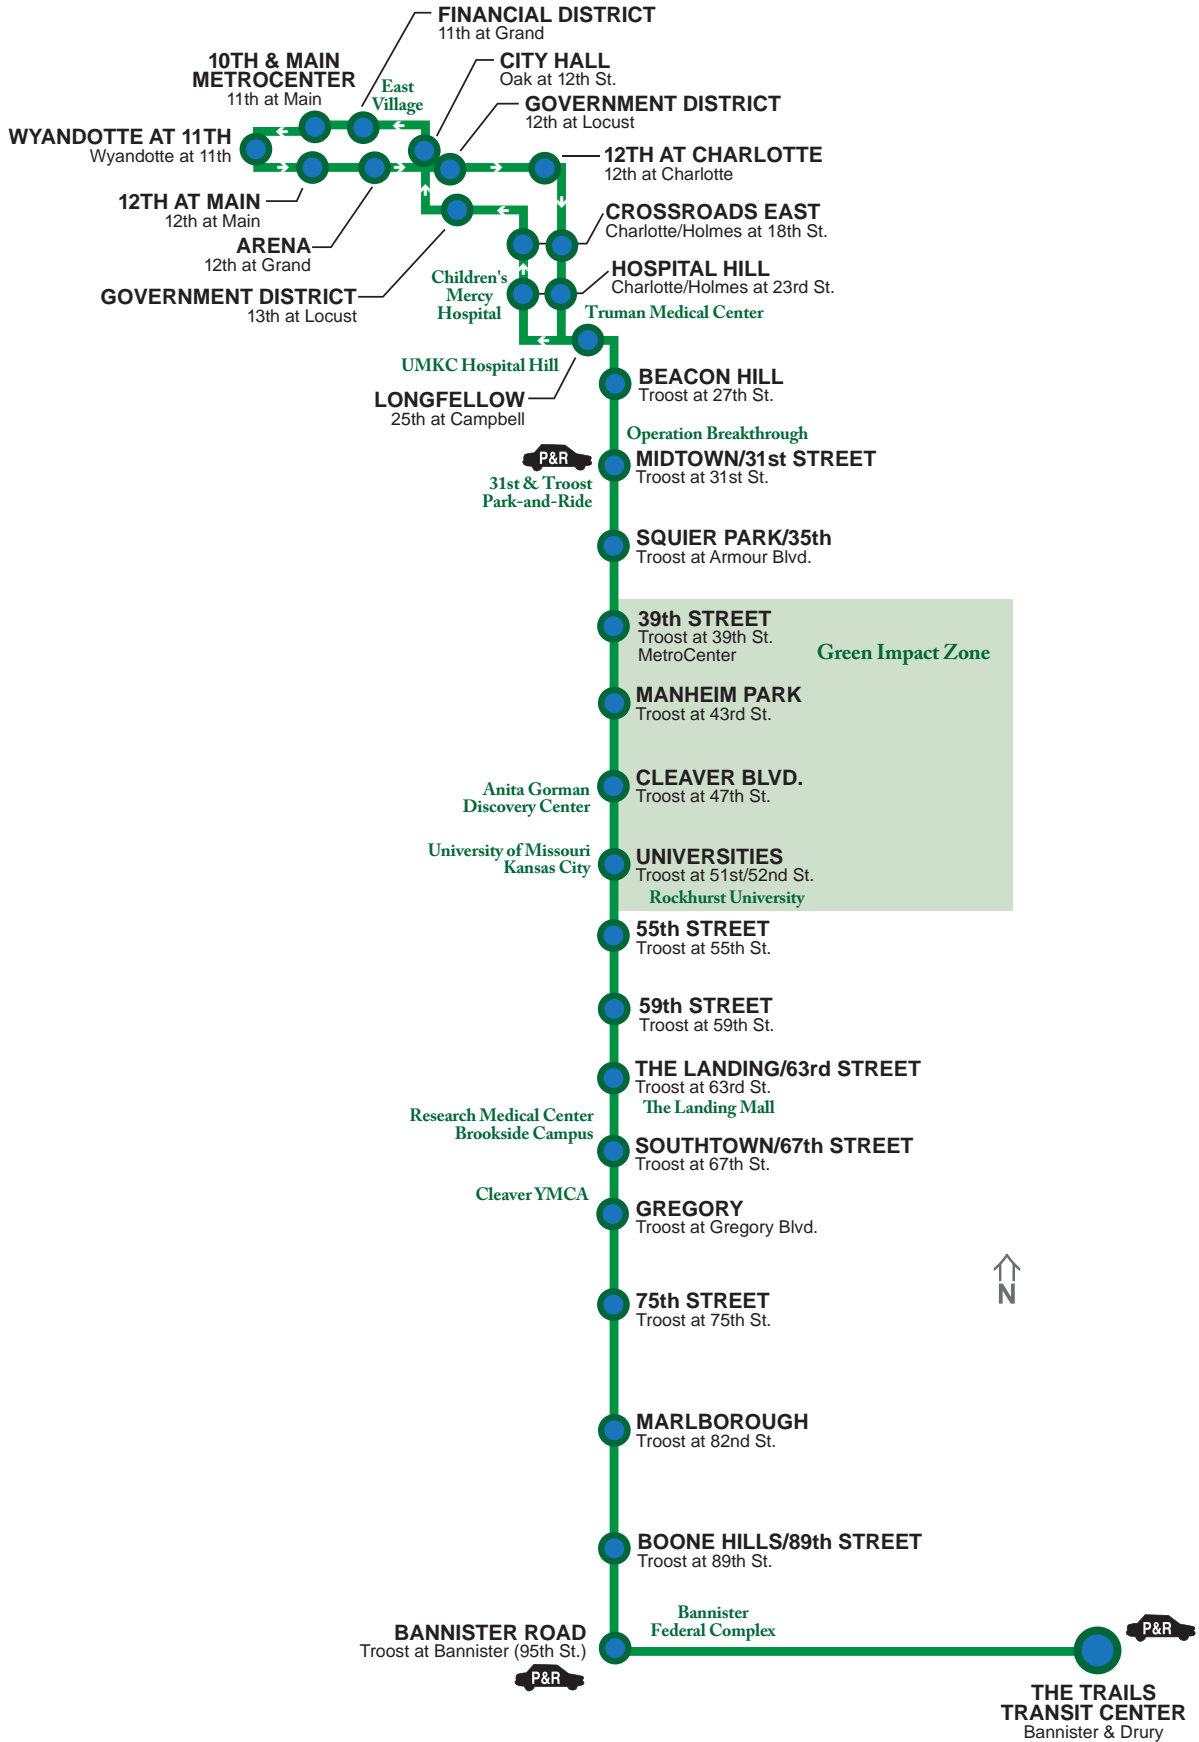 FINANCIAL DISTRICT
11th at Grand
10TH & MAIN
METROCENTER
11th at Main
CITY HALL
Oak at 12th St.
East
Village
GOVERNMENT DISTRICT
12th at Locust
WYANDOTTE AT 11TH
Wyandotte at 11th
12TH AT CHARLOTTE
12th at Charlotte
12TH AT MAIN
12th at Main
CROSSROADS EAST
Charlotte/Holmes at 18th St.
ARENA
12th at Grand
HOSPITAL HILL
Charlotte/Holmes at 23rd St.
Children's
Mercy
Hospital
GOVERNMENT DISTRICT
13th at Locust
Truman Medical Center
UMKC Hospital Hill
LONGFELLOW
25th at Campbell
BEACON HILL
Troost at 27th St.
Operation Breakthrough
P&R
MIDTOWN/31st STREET
Troost at 31st St.
31st & Troost
Park-and-Ride
SQUIER PARK/35th
Troost at Armour Blvd.
39th STREET
Troost at 39th St.
MetroCenter
Green Impact Zone
MANHEIM PARK
Troost at 43rd St.
CLEAVER BLVD.
Troost at 47th St.
Anita Gorman
Discovery Center
University of Missouri
Kansas City
UNIVERSITIES
Troost at 51st/52nd St.
Rockhurst University
55th STREET
Troost at 55th St.
59th STREET
Troost at 59th St.
THE LANDING/63rd STREET
Troost at 63rd St.
The Landing Mall
Research Medical Center
Brookside Campus
SOUTHTOWN/67th STREET
Troost at 67th St.
Cleaver YMCA
GREGORY
Troost at Gregory Blvd.
N
75th STREET
Troost at 75th St.
MARLBOROUGH
Troost at 82nd St.
BOONE HILLS/89th STREET
Troost at 89th St.
Bannister
Federal Complex
BANNISTER ROAD
Troost at Bannister (95th St.)
P&R
P&R
THE TRAILS
TRANSIT CENTER
Bannister & Drury